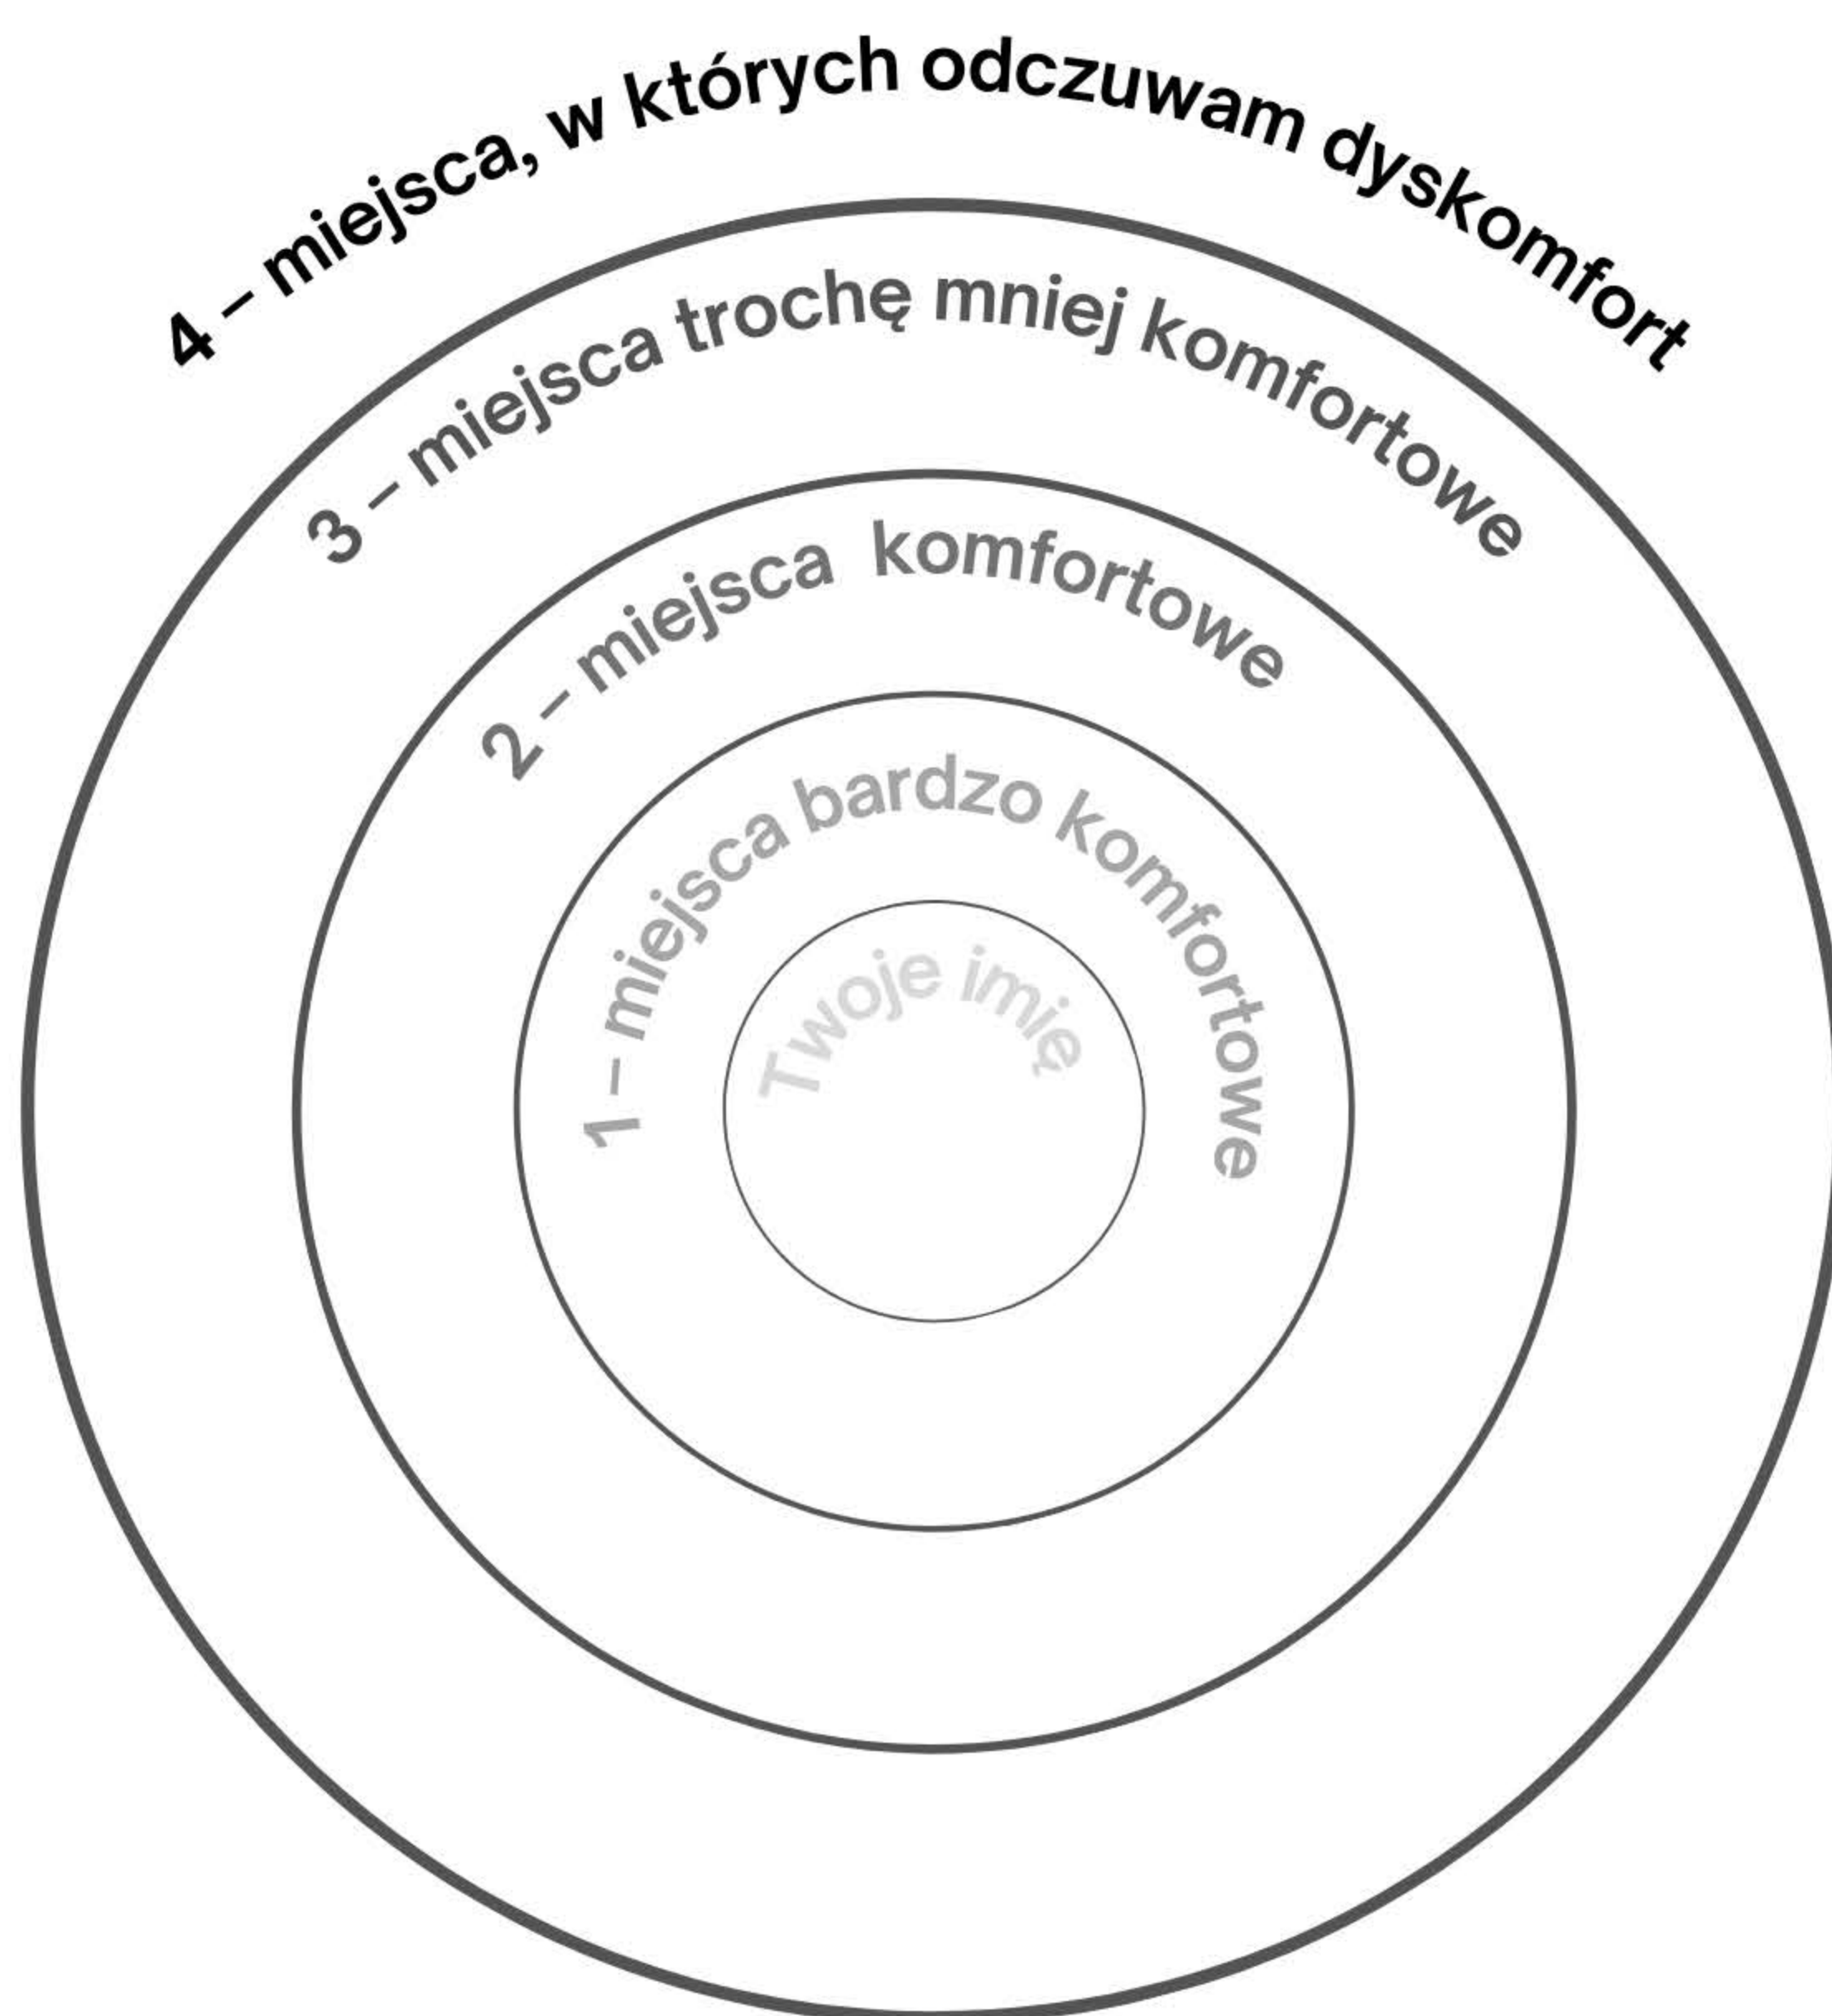 4 – miejsca, w których odczuwam dyskomfort
3 – miejsca trochę mniej komfortowe
2 – miejsca komfortowe
1 – miejsca bardzo komfortowe
Twoje imię